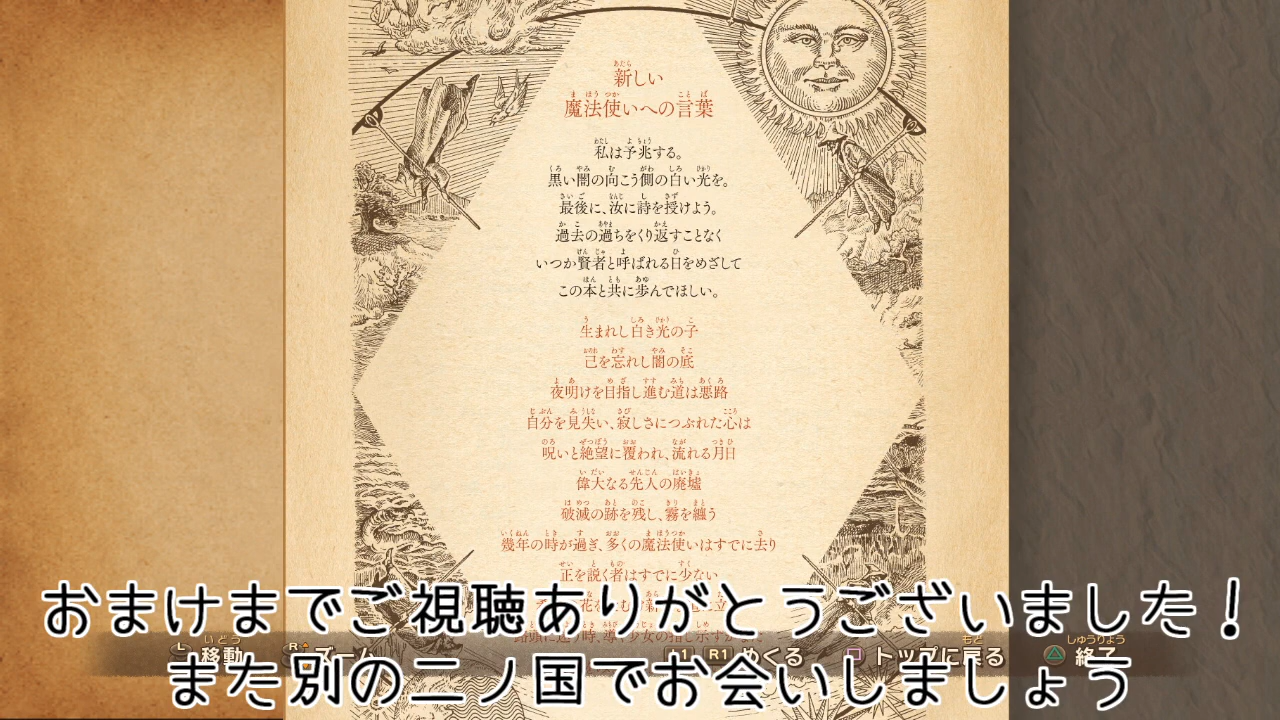 新しい
魔法使いへの言葉
私は予兆する。
黒い闇の向こう側の白い光を。
最後に、汝に詩を授けよう。
過去の過ちをくり返すことなく
いつか賢者と呼ばれる日をめざして
この本と共に歩んでほしい。
生まれし白き光の子
己を忘れし闇の底
夜明けを目指し進む道は悪路
自分を見失い、寂しさにつぶれた心は
呪いと絶望に覆われ、流れる月日
偉大なる先人の廃墟
破滅の跡を残し、霧を纏う
幾年の時が過ぎ、多くの魔法使いはすでに去り
正を説く者はすでに少ない
おまけまでご視聴ありがとうございました!
移動 R ズーム L1 R1 めくる トップに戻る 終了
また別の二ノ国でお会いしましょう